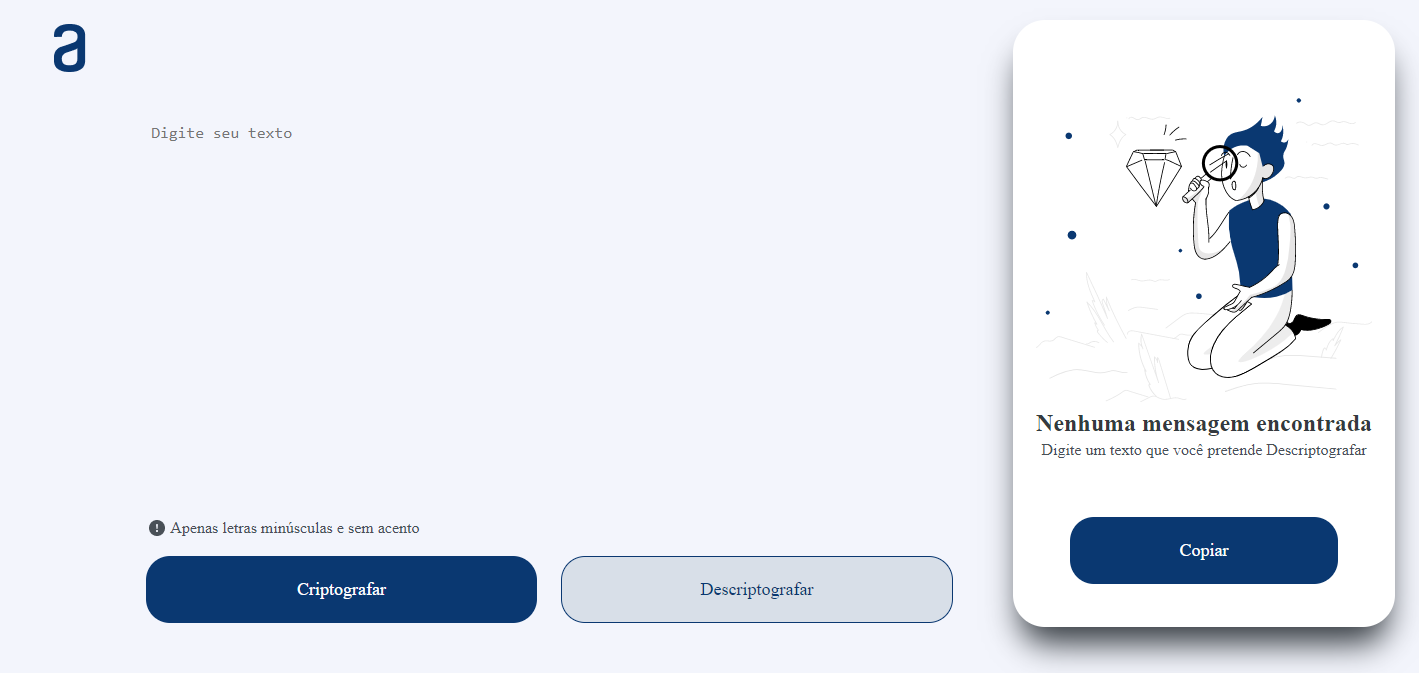 a
Digite seu texto
Nenhuma mensagem encontrada
Digite um texto que você pretende Descriptografar
Copiar
! Apenas letras minúsculas e sem acento
Criptografar
Descriptografar